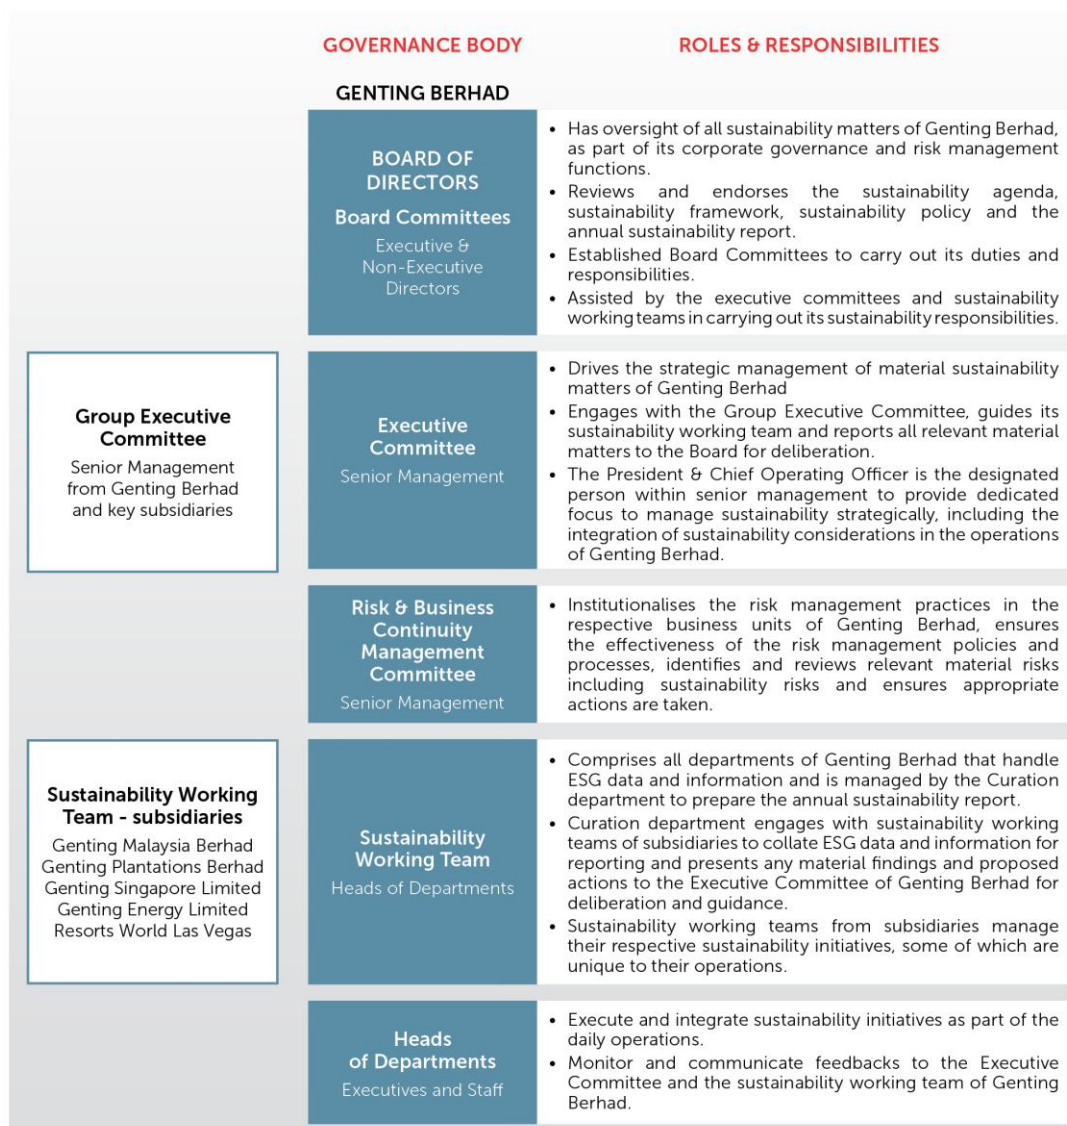 GOVERNANCE BODY
ROLES & RESPONSIBILITIES
GENTING BERHAD
BOARD OF
DIRECTORS
Board Committees
Executive &
Non-Executive
Directors
• Has oversight of all sustainability matters of Genting Berhad,
as part of its corporate governance and risk management
functions.
• Reviews and endorses the sustainability agenda,
sustainability framework, sustainability policy and the
annual sustainability report.
• Established Board Committees to carry out its duties and
responsibilities.
• Assisted by the executive committees and sustainability
working teams in carrying out its sustainability responsibilities.
Group Executive
Committee
Senior Management
from Genting Berhad
and key subsidiaries
Executive
Committee
Senior Management
• Drives the strategic management of material sustainability
matters of Genting Berhad
• Engages with the Group Executive Committee, guides its
sustainability working team and reports all relevant material
matters to the Board for deliberation.
• The President & Chief Operating Officer is the designated
person within senior management to provide dedicated
focus to manage sustainability strategically, including the
integration of sustainability considerations in the operations
of Genting Berhad.
Risk & Business
Continuity
Management
Committee
Senior Management
• Institutionalises the risk management practices in the
respective business units of Genting Berhad, ensures
the effectiveness of the risk management policies and
processes, identifies and reviews relevant material risks
including sustainability risks and ensures appropriate
actions are taken.
Sustainability Working
Team - subsidiaries
Genting Malaysia Berhad
Genting Plantations Berhad
Genting Singapore Limited
Genting Energy Limited
Resorts World Las Vegas
Sustainability
Working Team
Heads of Departments
• Comprises all departments of Genting Berhad that handle
ESG data and information and is managed by the Curation
department to prepare the annual sustainability report.
• Curation department engages with sustainability working
teams of subsidiaries to collate ESG data and information for
reporting and presents any material findings and proposed
actions to the Executive Committee of Genting Berhad for
deliberation and guidance.
• Sustainability working teams from subsidiaries manage
their respective sustainability initiatives, some of which are
unique to their operations.
Heads
of Departments
Executives and Staff
• Execute and integrate sustainability initiatives as part of the
daily operations.
• Monitor and communicate feedbacks to the Executive
Committee and the sustainability working team of Genting
Berhad.